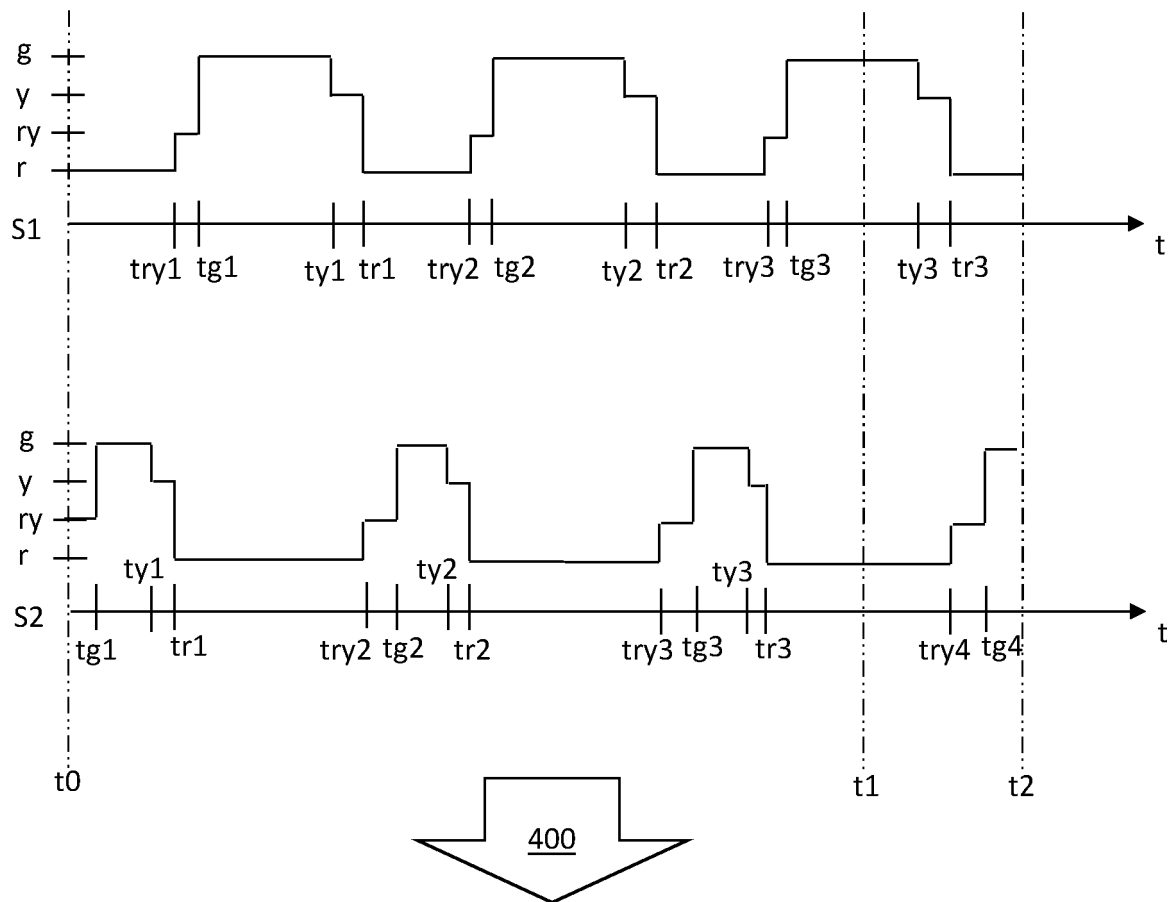 g
y
ry
r
S1
t
try1 tg1 ty1 tr1 try2 tg2 ty2 tr2 try3 tg3 ty3 tr3
g
y
ry
r
ty1 ty2 ty3
S2
t
tg1 tr1 try2 tg2 tr2 try3 tg3 tr3 try4 tg4
t0 t1 t2
400